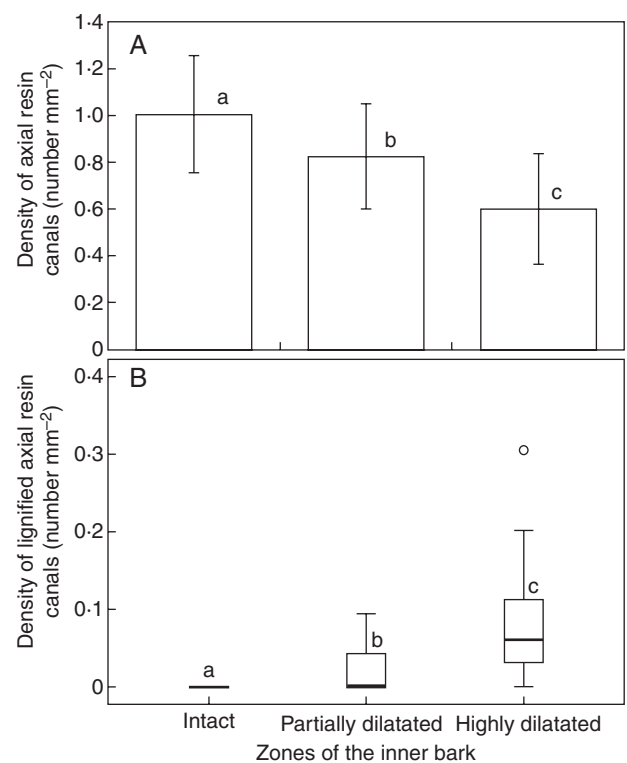 A
Density of axial resin
canals (number mm⁻²)
1·4
1·2
1·0
0·8
0·6
0·4
0·2
0
a
b
c
B
Density of lignified axial resin
canals (number mm⁻²)
0·4
0·3
0·2
0·1
0
a
b
c
Intact Partially dilatated Highly dilatated
Zones of the inner bark